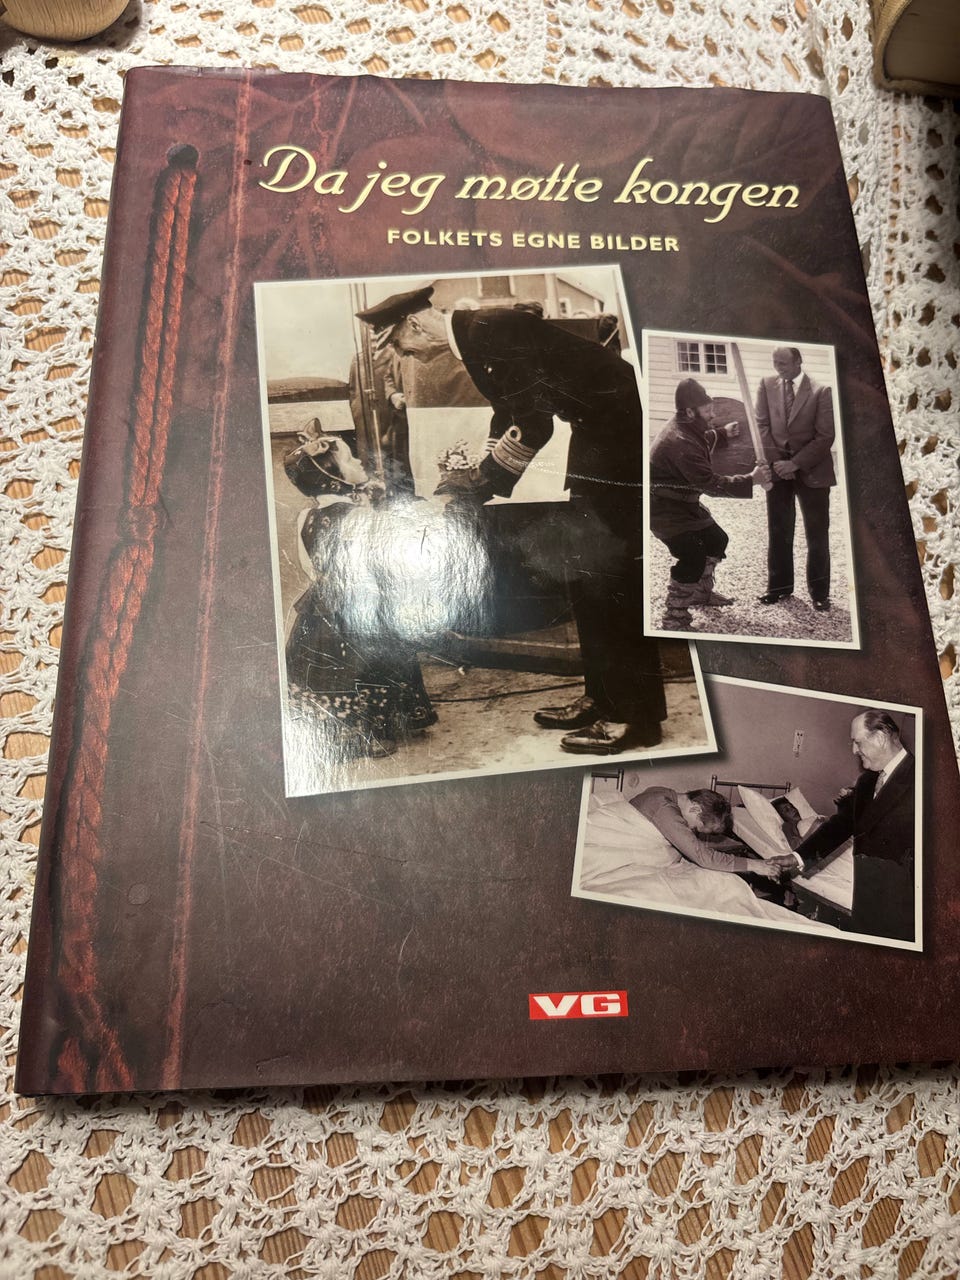 Da jeg møtte kongen
FOLKETS EGNE BILDER
VG